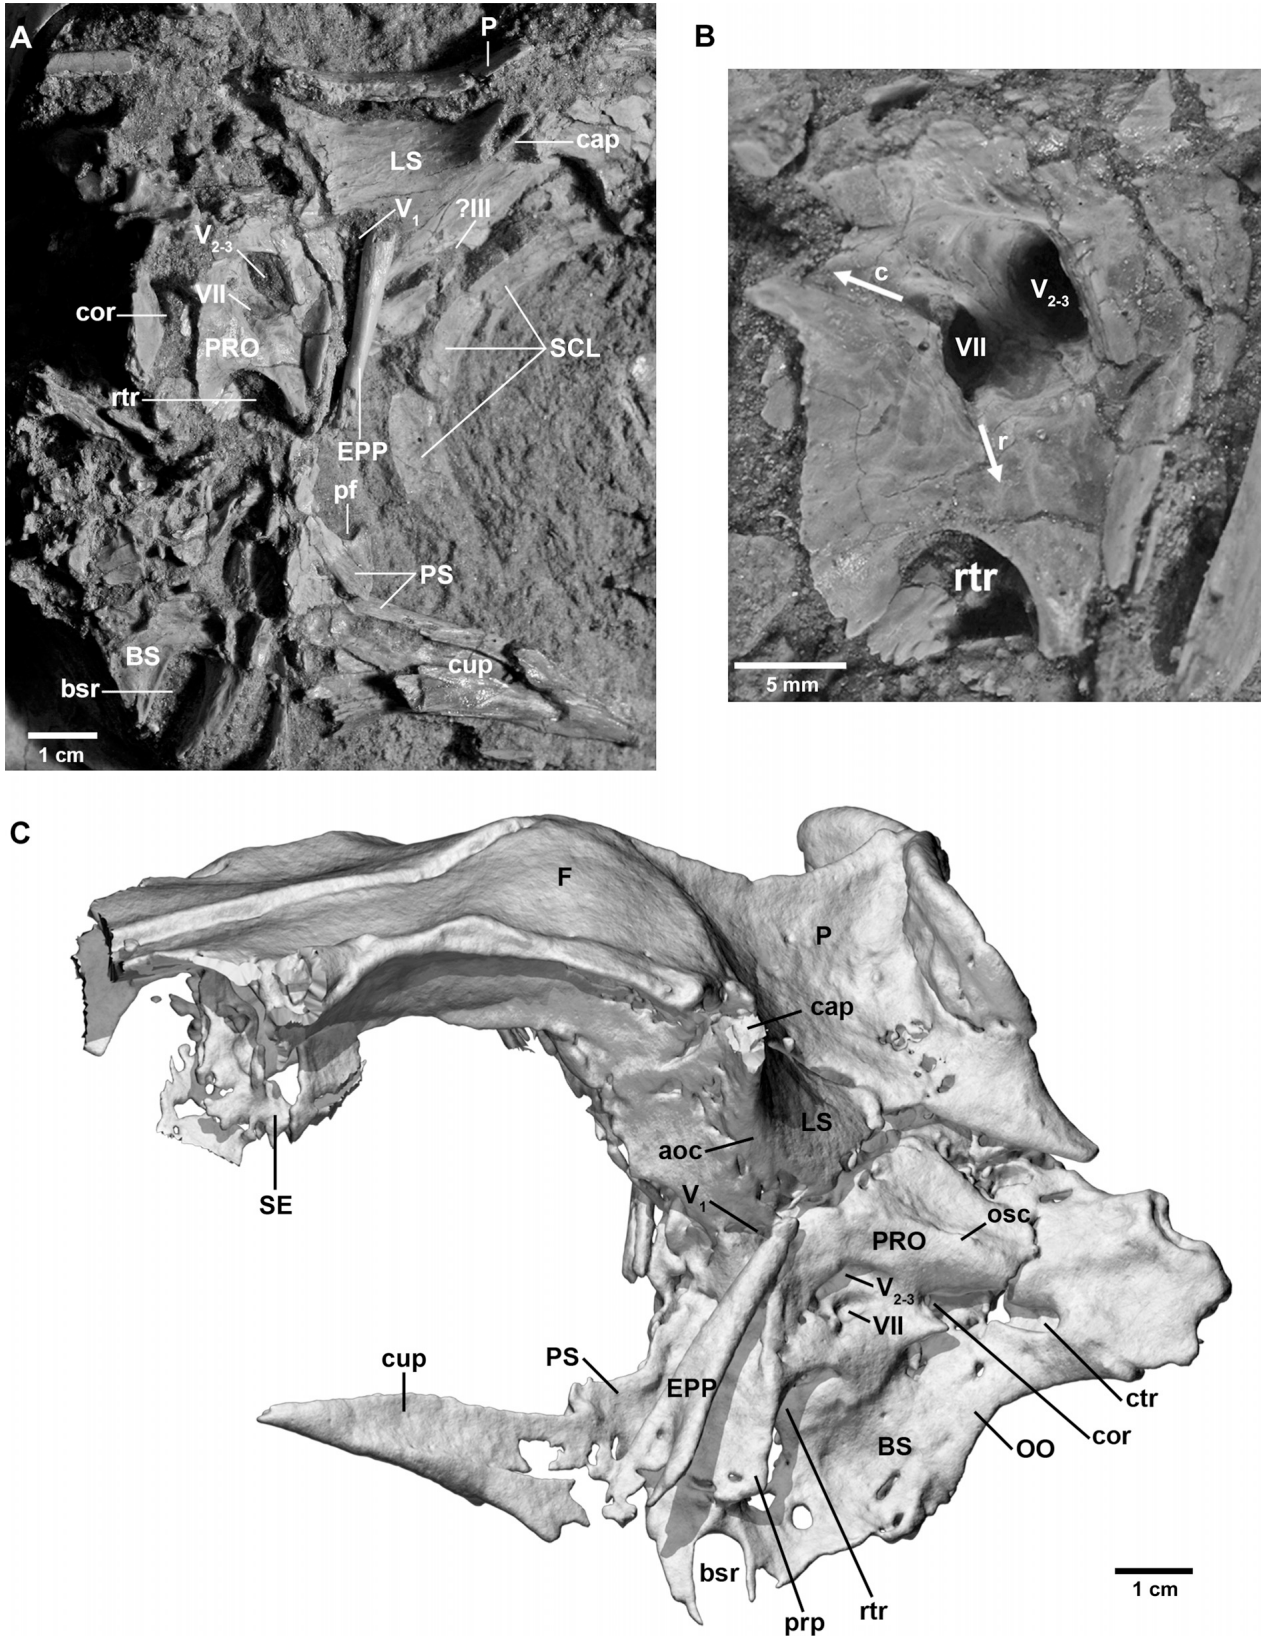 A
P
cap
LS
V1
?III
V2-3
VII
cor
PRO
SCL
rtr
EPP
pf
PS
BS
cup
bsr
1 cm
B
c
V2-3
VII
r
rtr
5 mm
C
F
P
cap
LS
aoc
SE
V1
osc
PRO
V2-3
VII
cup
PS
EPP
ctr
cor
BS
OO
bsr
rtr
prp
1 cm